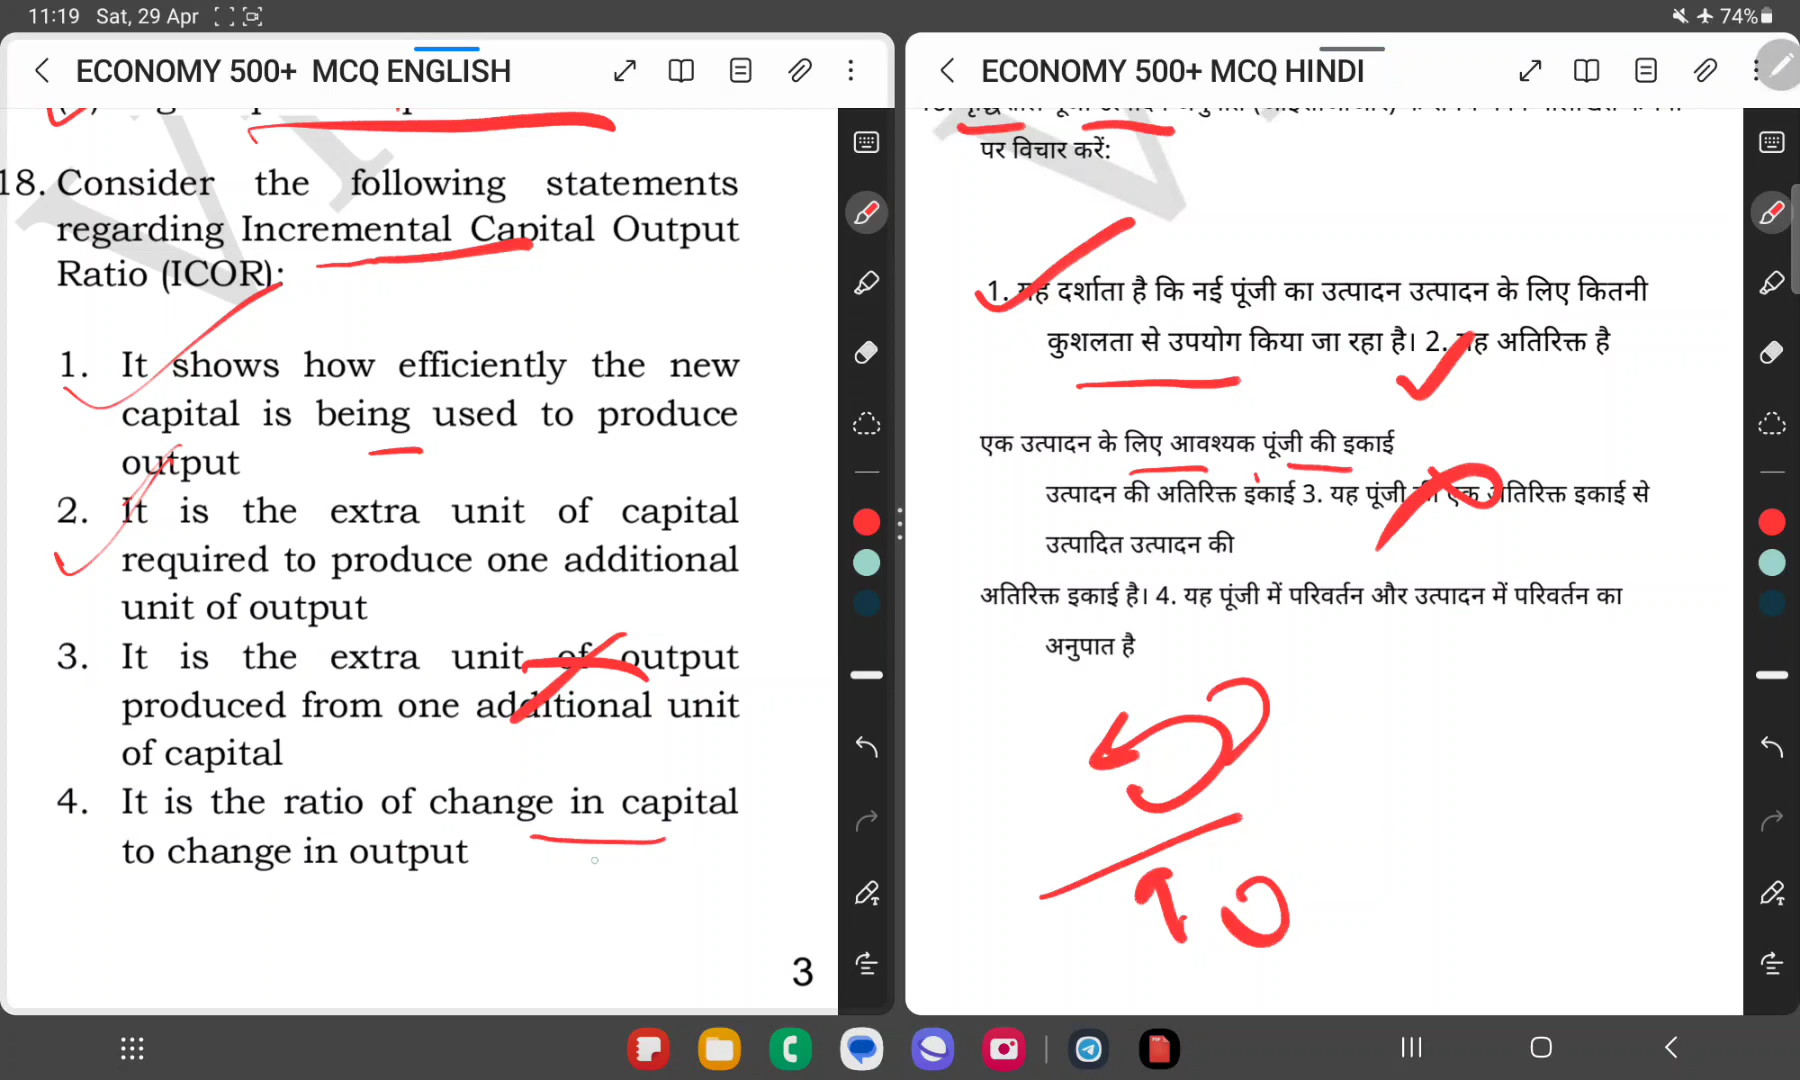 11:19 Sat, 29 Apr
74%
ECONOMY 500+ MCQ ENGLISH
18. Consider the following statements
regarding Incremental Capital Output
Ratio (ICOR):
1. It shows how efficiently the new
capital is being used to produce
output
2. It is the extra unit of capital
required to produce one additional
unit of output
3. It is the extra unit of output
produced from one additional unit
of capital
4. It is the ratio of change in capital
to change in output
3
ECONOMY 500+ MCQ HINDI
पर विचार करें:
1. यह दर्शाता है कि नई पूंजी का उत्पादन उत्पादन के लिए कितनी
कुशलता से उपयोग किया जा रहा है। 2. यह अतिरिक्त है
एक उत्पादन के लिए आवश्यक पूंजी की इकाई
उत्पादन की अतिरिक्त इकाई 3. यह पूंजी की एक अतिरिक्त इकाई से
उत्पादित उत्पादन की
अतिरिक्त इकाई है। 4. यह पूंजी में परिवर्तन और उत्पादन में परिवर्तन का
अनुपात है